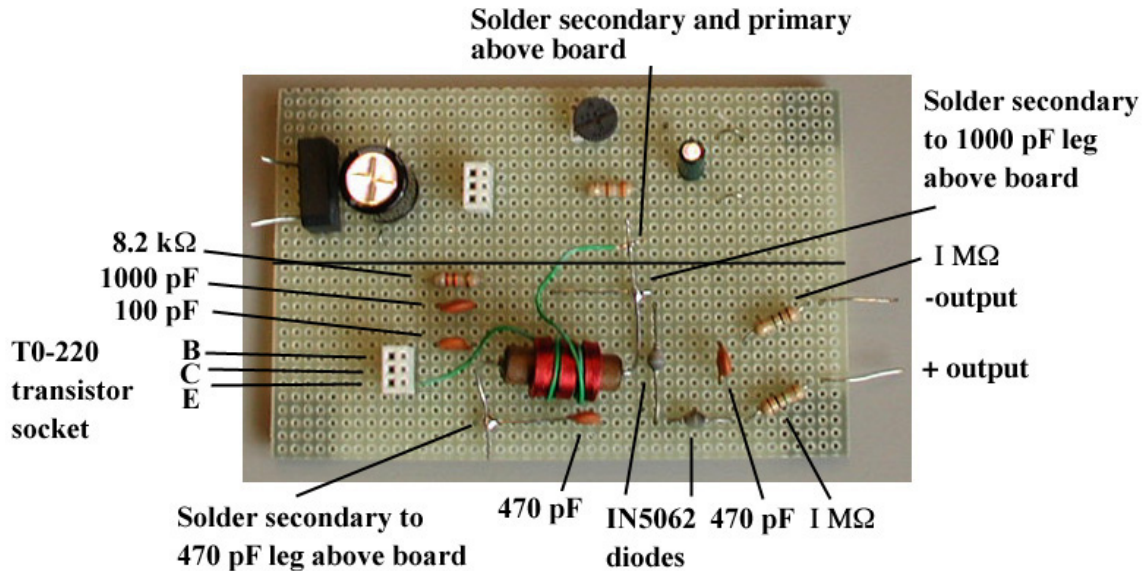 Solder secondary and primary
above board
Solder secondary
to 1000 pF leg
above board
8.2 kΩ
1000 pF
100 pF
I MΩ
-output
T0-220
transistor
socket
B
C
E
+ output
Solder secondary to
470 pF leg above board
470 pF
IN5062
diodes
470 pF
I MΩ